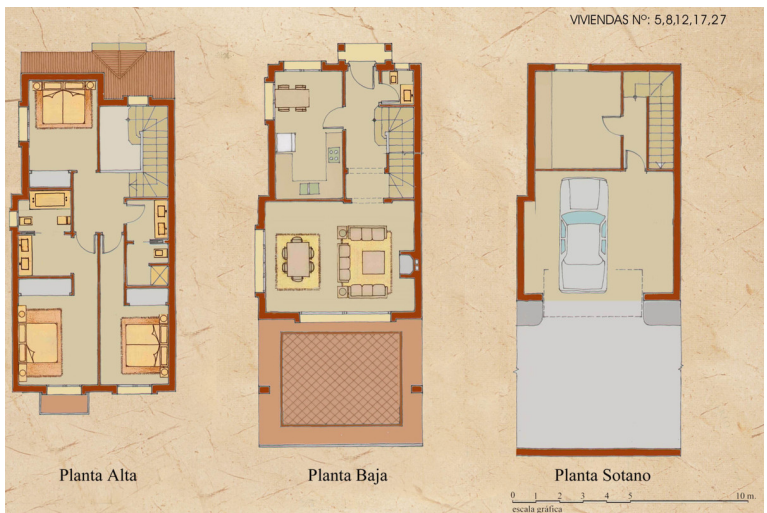 VIVIENDAS Nº: 5,8,12,17,27
Planta Alta
Planta Baja
Planta Sotano
0 1 2 3 4 5 10 m.
escala gráfica